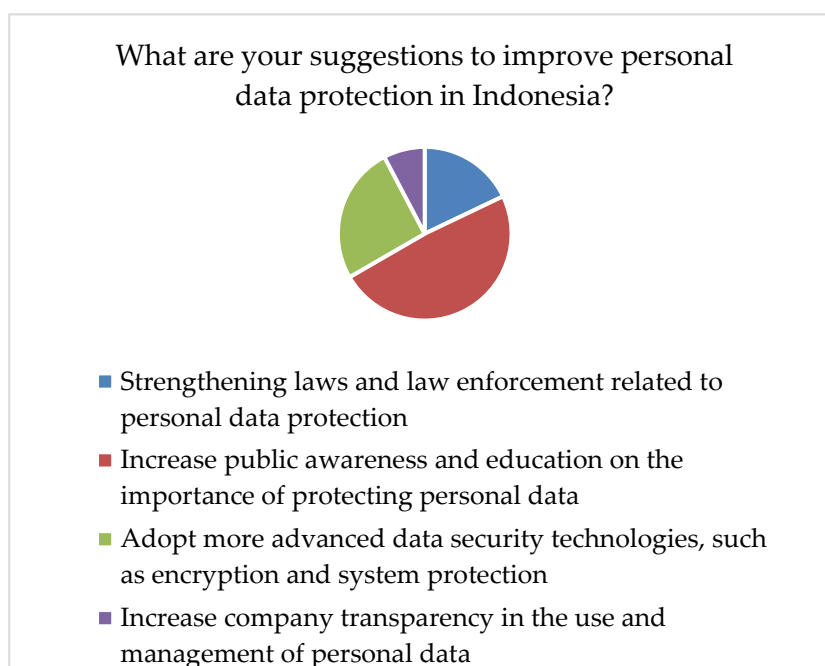 What are your suggestions to improve personal
data protection in Indonesia?
Strengthening laws and law enforcement related to
personal data protection
Increase public awareness and education on the
importance of protecting personal data
Adopt more advanced data security technologies, such
as encryption and system protection
Increase company transparency in the use and
management of personal data